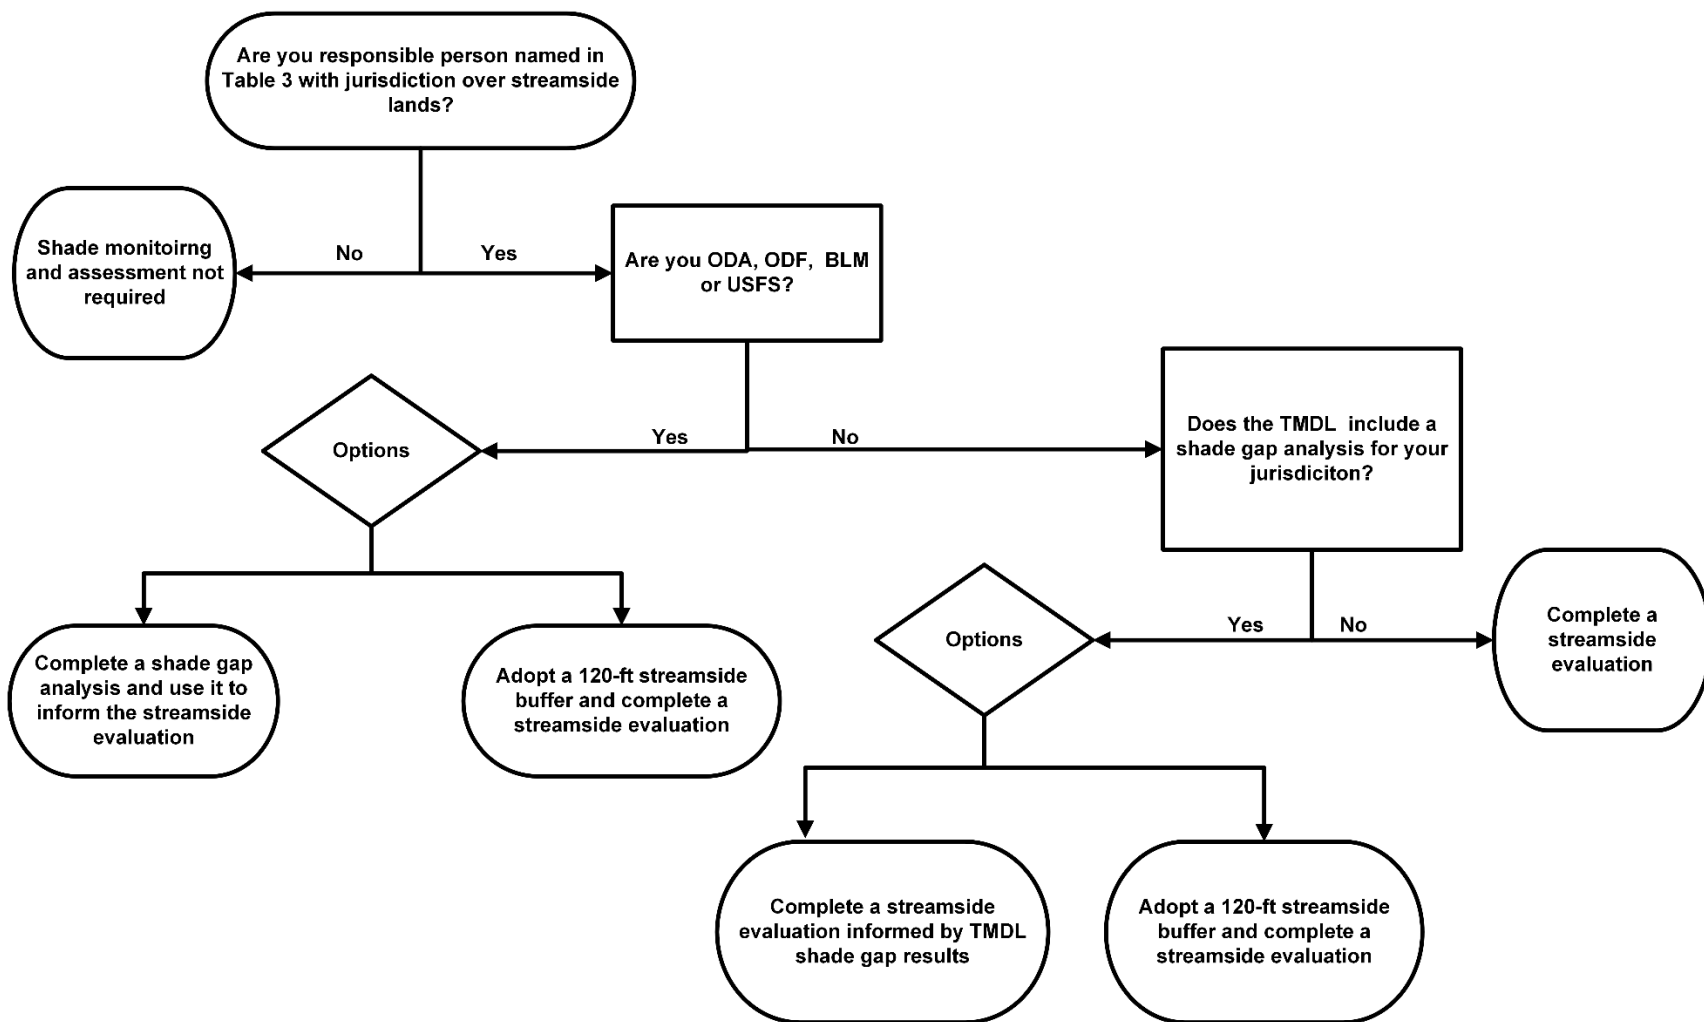 Are you responsible person named in
Table 3 with jurisdiction over streamside
lands?
Shade monitoirng
and assessment not
required
No
Yes
Are you ODA, ODF, BLM
or USFS?
Options
Yes
No
Does the TMDL include a
shade gap analysis for your
jurisdiciton?
Complete a shade gap
analysis and use it to
inform the streamside
evaluation
Adopt a 120-ft streamside
buffer and complete a
streamside evaluation
Options
Yes
No
Complete a
streamside
evaluation
Complete a streamside
evaluation informed by TMDL
shade gap results
Adopt a 120-ft streamside
buffer and complete a
streamside evaluation